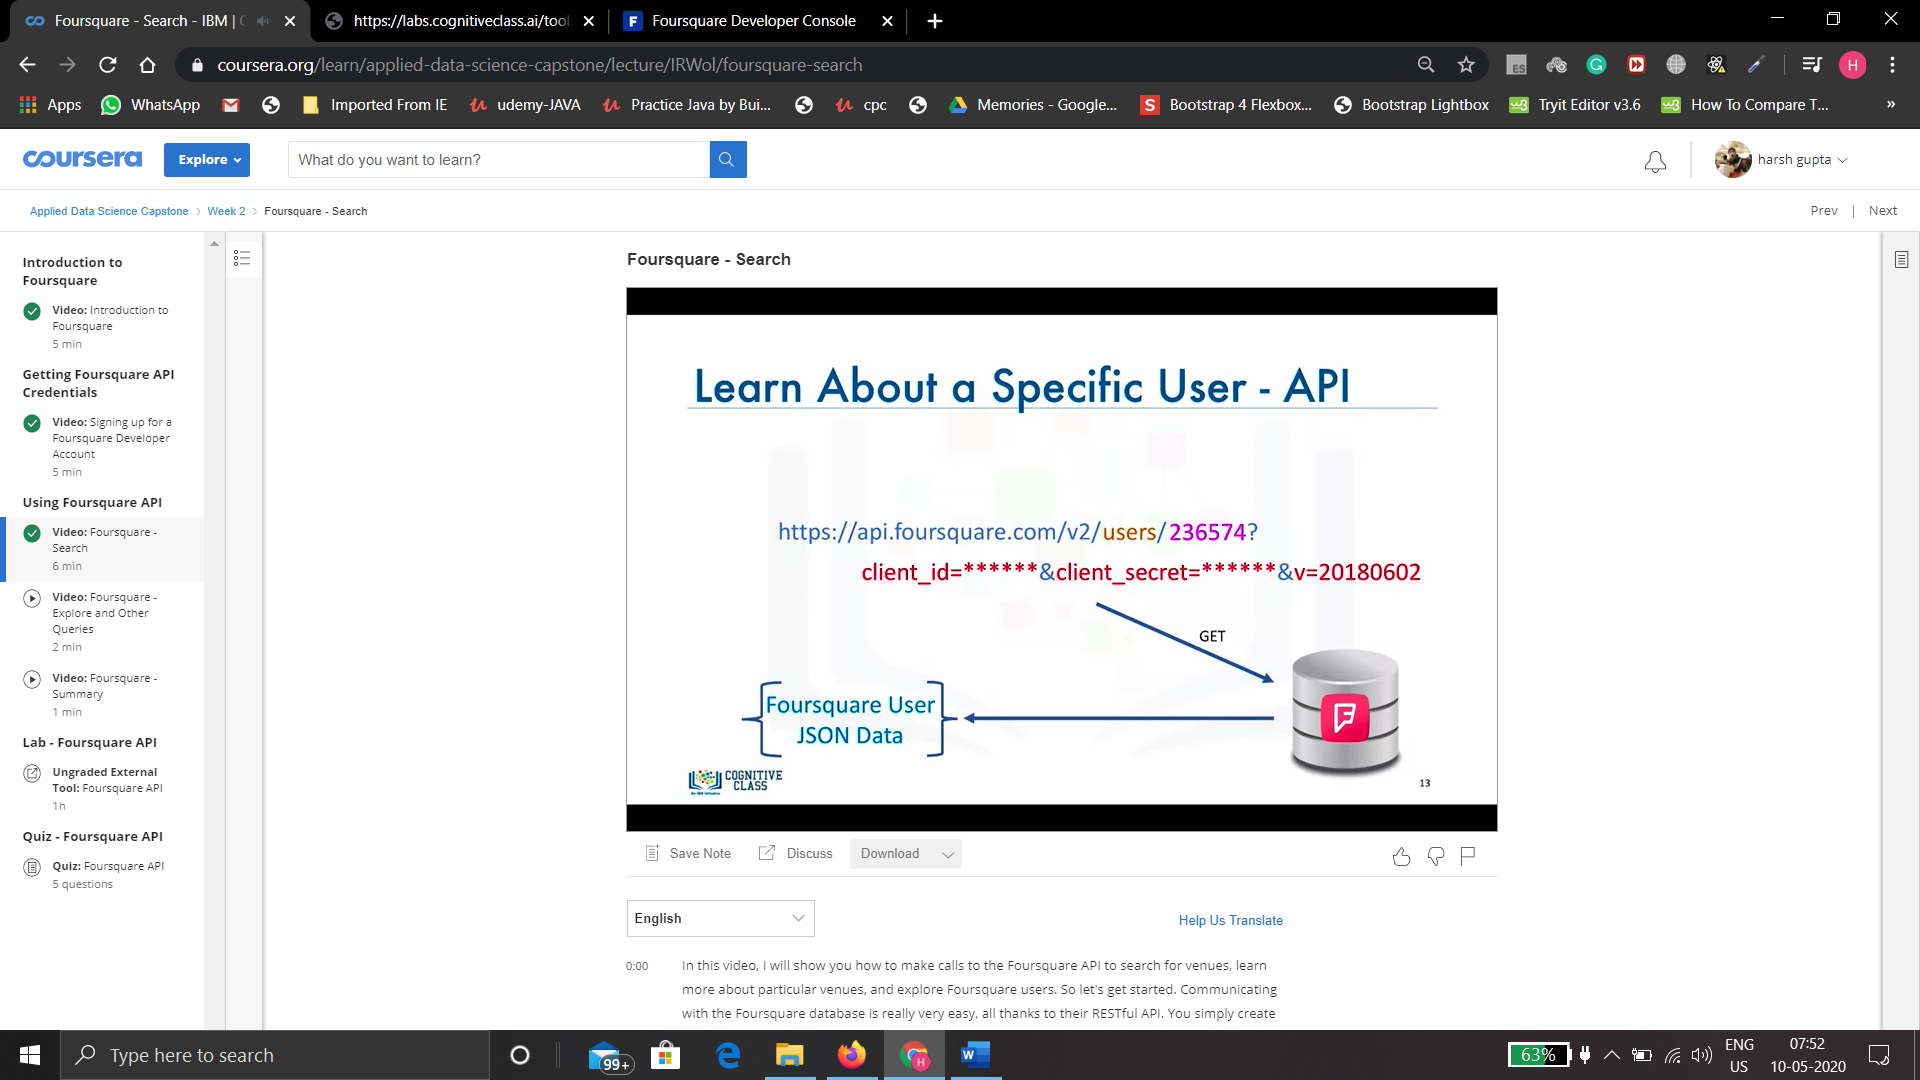 Foursquare - Search - IBM |
https://labs.cognitiveclass.ai/tool
Foursquare Developer Console
coursera.org/learn/applied-data-science-capstone/lecture/IRWol/foursquare-search
Apps
WhatsApp
Imported From IE
udemy-JAVA
Practice Java by Bui...
cpc
Memories - Google...
Bootstrap 4 Flexbox...
Bootstrap Lightbox
Tryit Editor v3.6
How To Compare T...
»
coursera
Explore
What do you want to learn?
harsh gupta
Applied Data Science Capstone > Week 2 > Foursquare - Search
Prev | Next
Introduction to
Foursquare
Video: Introduction to
Foursquare
5 min
Getting Foursquare API
Credentials
Video: Signing up for a
Foursquare Developer
Account
5 min
Using Foursquare API
Video: Foursquare -
Search
6 min
Video: Foursquare -
Explore and Other
Queries
2 min
Video: Foursquare -
Summary
1 min
Lab - Foursquare API
Ungraded External
Tool: Foursquare API
1h
Quiz - Foursquare API
Quiz: Foursquare API
5 questions
Foursquare - Search
Learn About a Specific User - API
https://api.foursquare.com/v2/users/236574?
client_id=******&client_secret=******&v=20180602
GET
Foursquare User
JSON Data
COGNITIVE
CLASS
13
Save Note
Discuss
Download
English
Help Us Translate
0:00
In this video, I will show you how to make calls to the Foursquare API to search for venues, learn
more about particular venues, and explore Foursquare users. So let's get started. Communicating
with the Foursquare database is really very easy, all thanks to their RESTful API. You simply create
Type here to search
99+
63%
ENG
US
07:52
10-05-2020